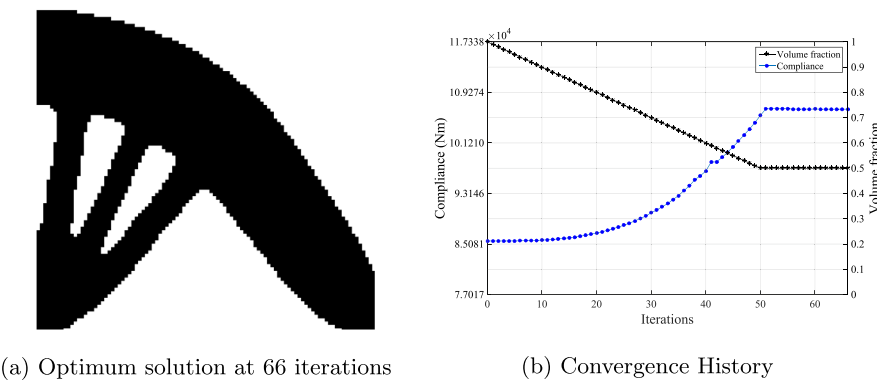 ×10⁴
11.7338
10.9274
10.1210
9.3146
8.5081
7.7017
Compliance (Nm)
1
0.9
0.8
0.7
0.6
0.5
0.4
0.3
0.2
0.1
0
Volume fraction
Volume fraction
Compliance
0 10 20 30 40 50 60
Iterations
(a) Optimum solution at 66 iterations
(b) Convergence History